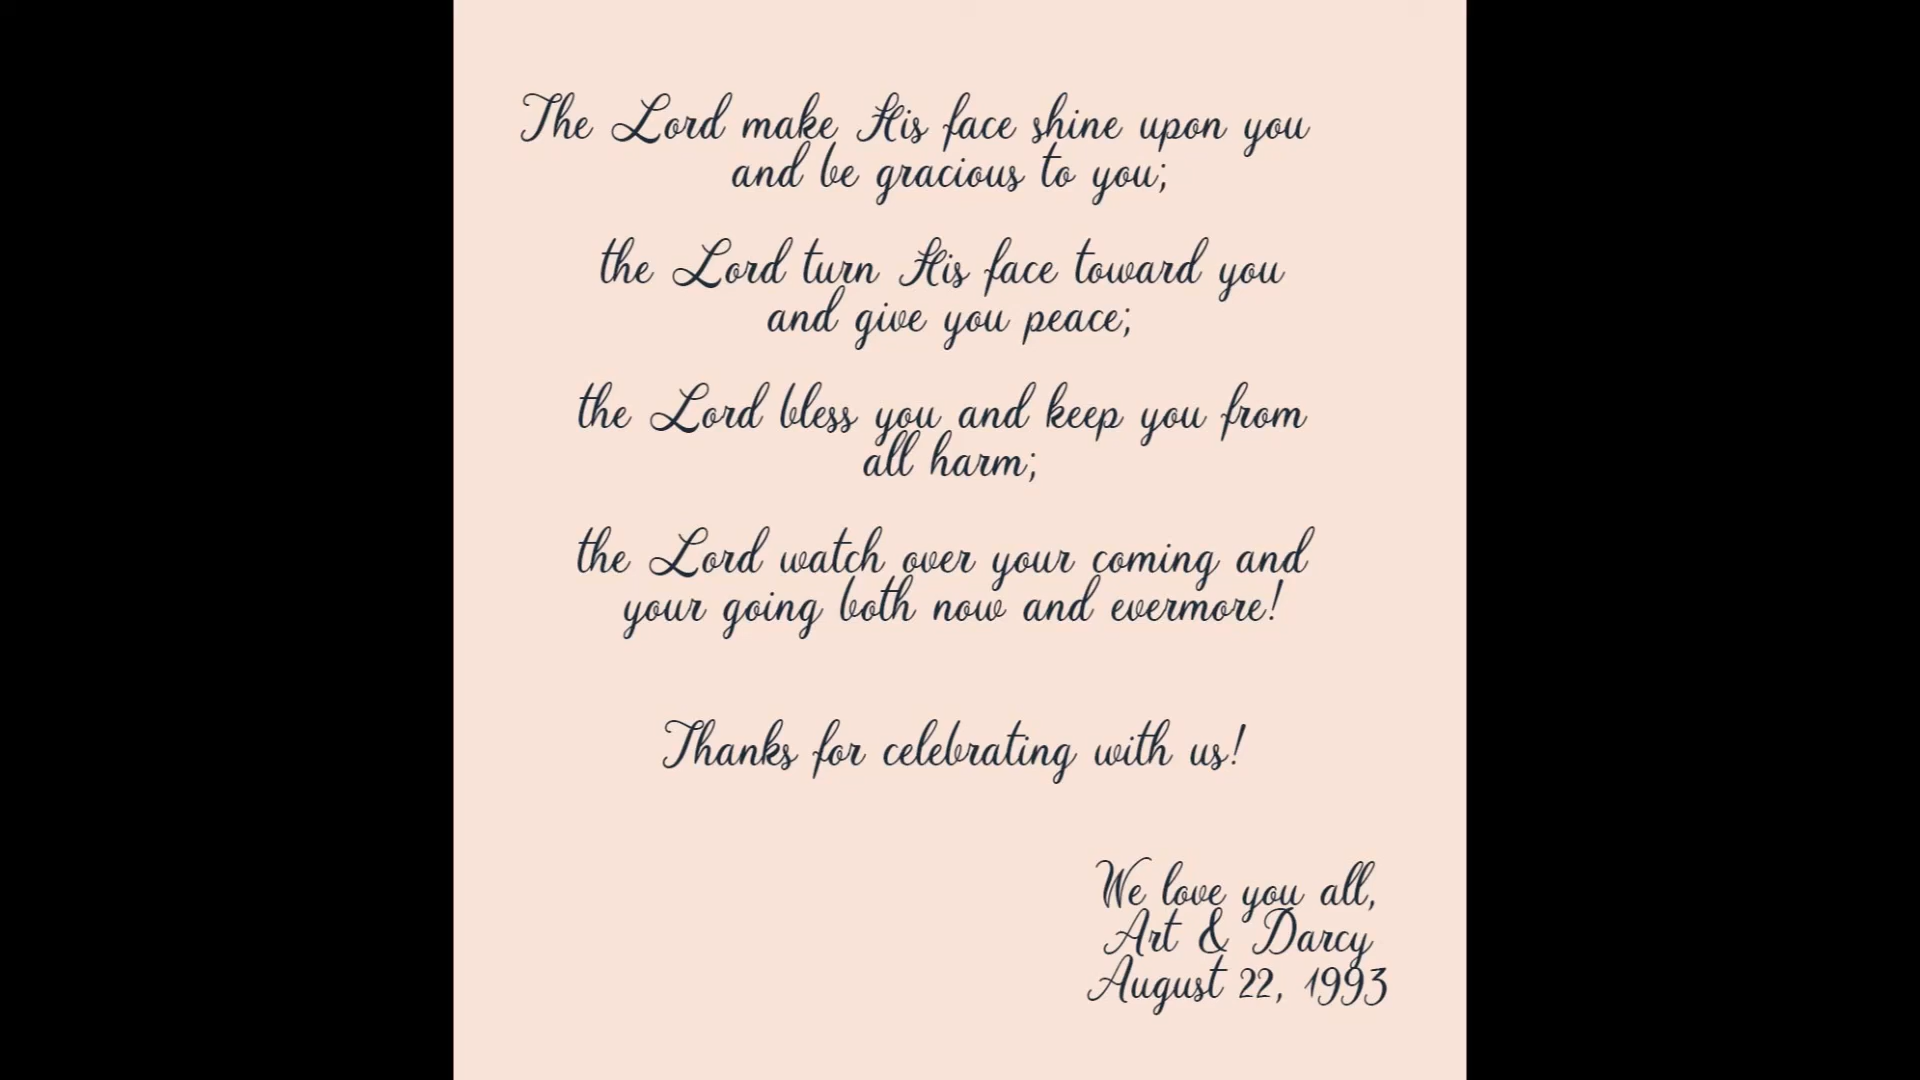 The Lord make His face shine upon you
and be gracious to you;
the Lord turn His face toward you
and give you peace;
the Lord bless you and keep you from
all harm;
the Lord watch over your coming and
your going both now and evermore!
Thanks for celebrating with us!
We love you all,
Art & Darcy
August 22, 1993